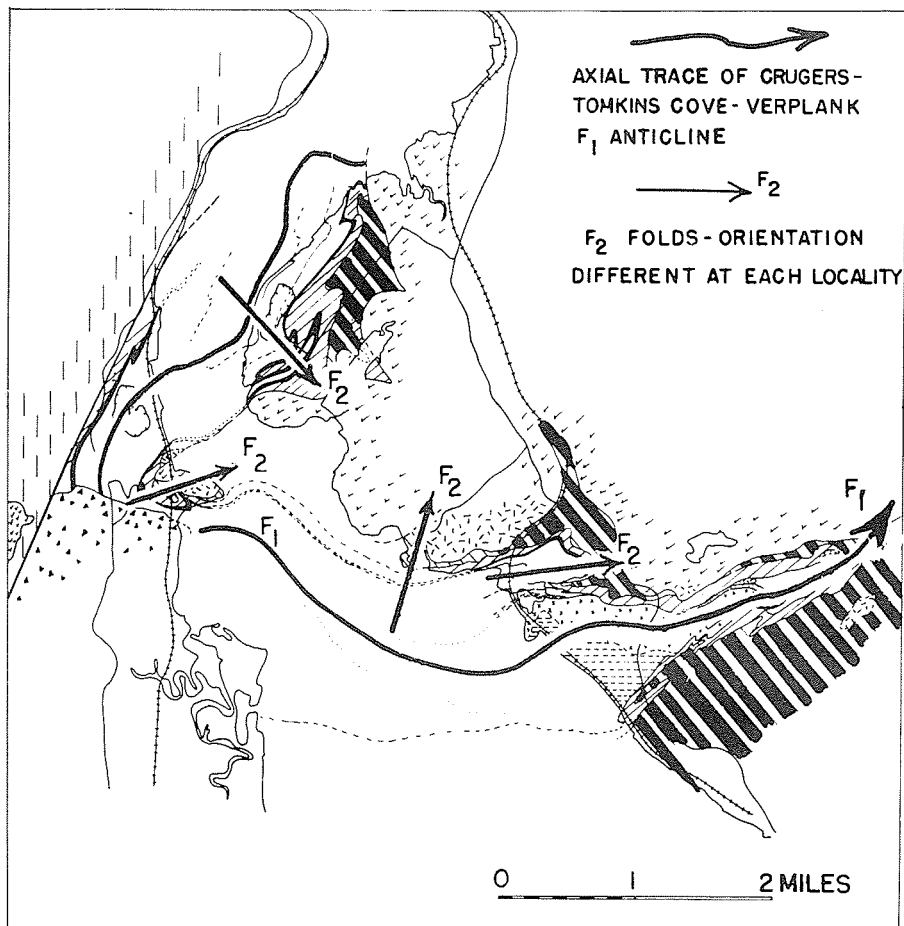 AXIAL TRACE OF CRUGERS-
TOMKINS COVE-VERPLANK
F1 ANTICLINE
F2
F2 FOLDS-ORIENTATION
DIFFERENT AT EACH LOCALITY
F2
F2
F2
F1
F1
F2
0 1 2 MILES